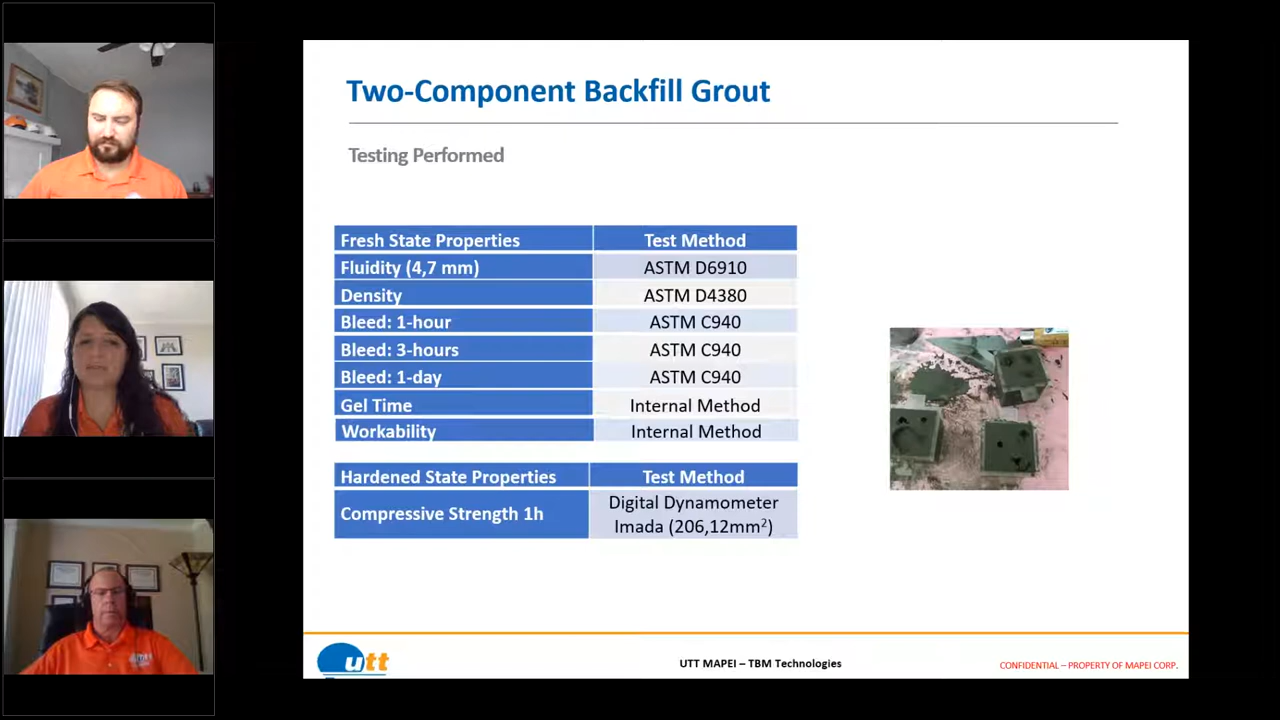 Two-Component Backfill Grout
Testing Performed
Fresh State Properties Test Method
Fluidity (4,7 mm) ASTM D6910
Density ASTM D4380
Bleed: 1-hour ASTM C940
Bleed: 3-hours ASTM C940
Bleed: 1-day ASTM C940
Gel Time Internal Method
Workability Internal Method
Hardened State Properties Test Method
Compressive Strength 1h Digital Dynamometer
Imada (206,12mm²)
utt
UTT MAPEI – TBM Technologies
CONFIDENTIAL – PROPERTY OF MAPEI CORP.